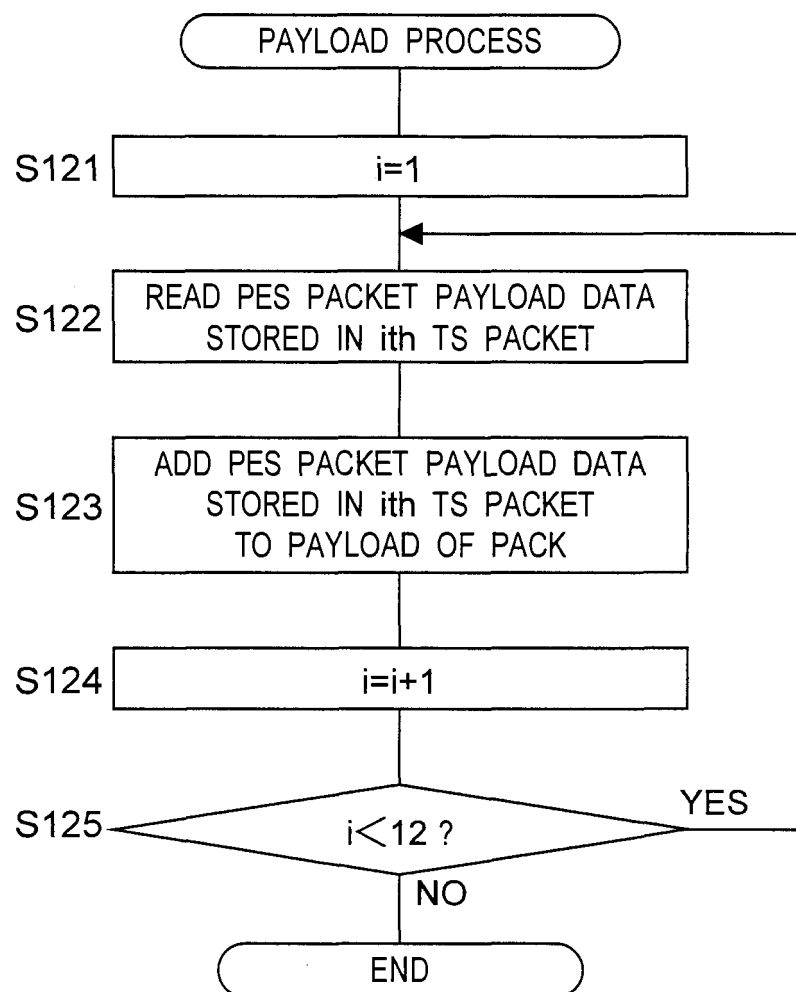 PAYLOAD PROCESS
S121
i=1
S122
READ PES PACKET PAYLOAD DATA
STORED IN ith TS PACKET
S123
ADD PES PACKET PAYLOAD DATA
STORED IN ith TS PACKET
TO PAYLOAD OF PACK
S124
i=i+1
S125
i<12 ?
YES
NO
END